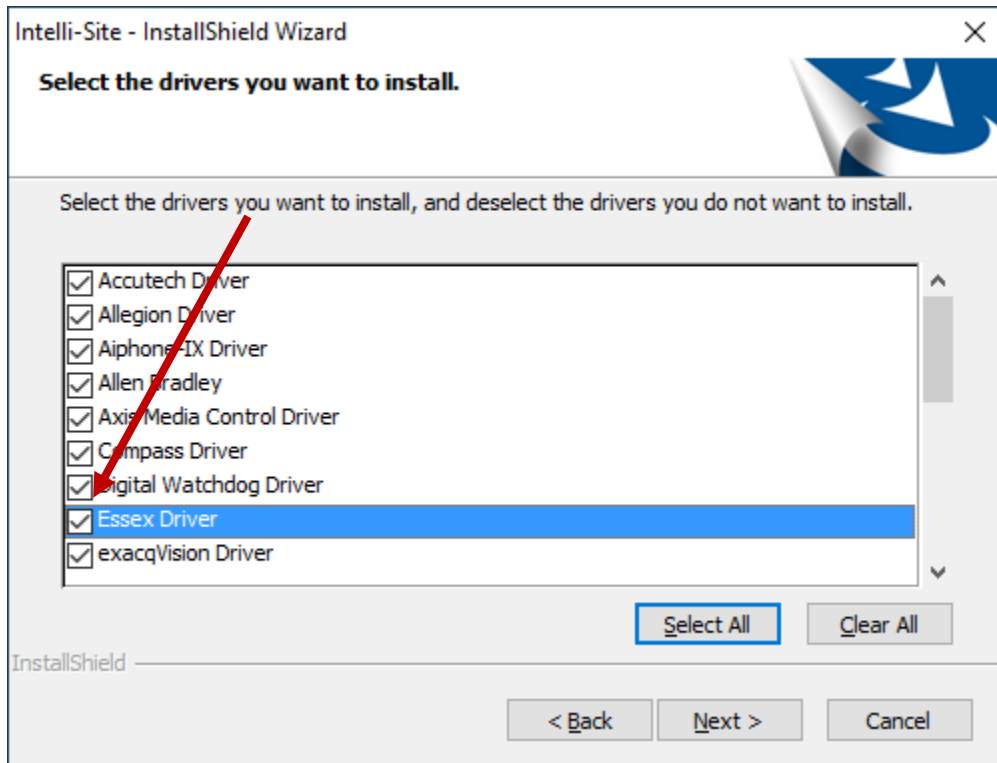 Intelli-Site - InstallShield Wizard
Select the drivers you want to install.
Select the drivers you want to install, and deselect the drivers you do not want to install.
Accutech Driver
Allegion Driver
Aiphone-IX Driver
Allen Bradley
Axis Media Control Driver
Compass Driver
Digital Watchdog Driver
Essex Driver
exacqVision Driver
Select All Clear All
InstallShield
< Back Next > Cancel